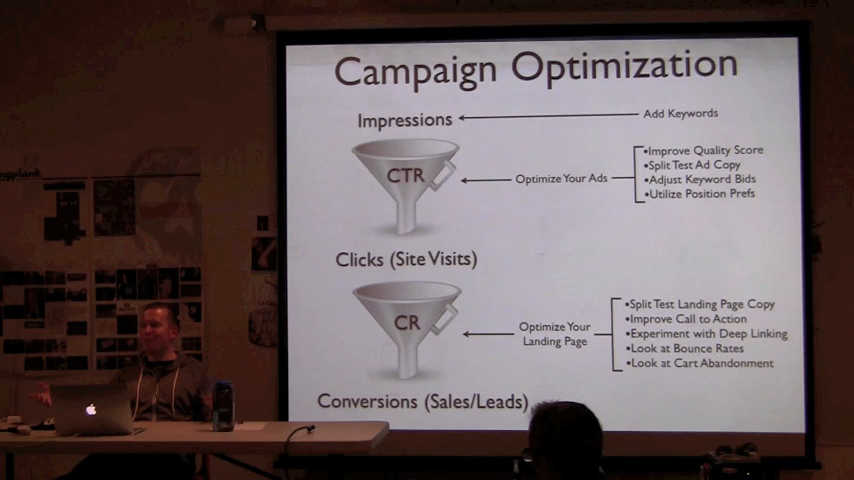 Campaign Optimization
Impressions
Add Keywords
CTR
Optimize Your Ads
•Improve Quality Score
•Split Test Ad Copy
•Adjust Keyword Bids
•Utilize Position Prefs
Clicks (Site Visits)
CR
Optimize Your
Landing Page
•Split Test Landing Page Copy
•Improve Call to Action
•Experiment with Deep Linking
•Look at Bounce Rates
•Look at Cart Abandonment
Conversions (Sales/Leads)